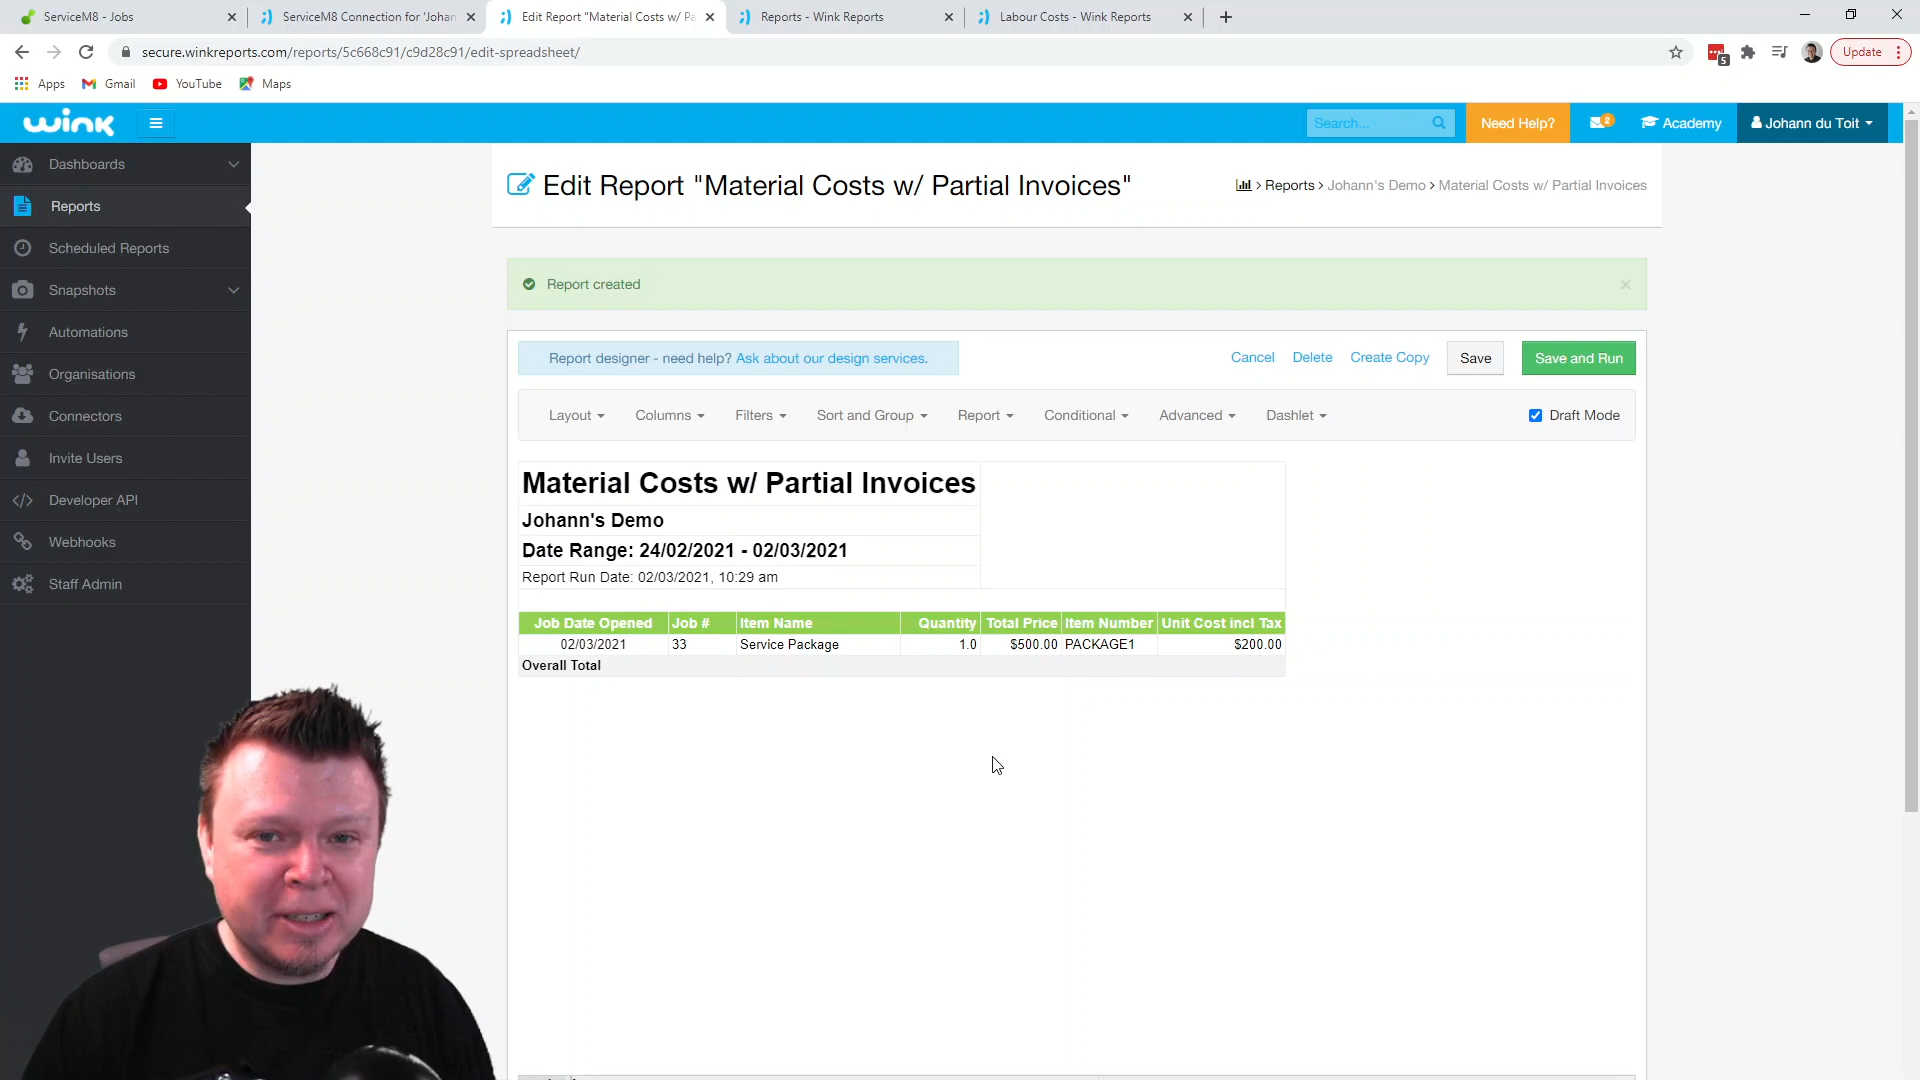 ServiceM8 - Jobs
ServiceM8 Connection for 'Johan
Edit Report "Material Costs w/ Pa
Reports - Wink Reports
Labour Costs - Wink Reports
secure.winkreports.com/reports/5c668c91/c9d28c91/edit-spreadsheet/
5
Update
Apps
Gmail
YouTube
Maps
wink
Search...
Need Help?
2
Academy
Johann du Toit
Dashboards
Reports
Scheduled Reports
Snapshots
Automations
Organisations
Connectors
Invite Users
Developer API
Webhooks
Staff Admin
Edit Report "Material Costs w/ Partial Invoices"
> Reports > Johann's Demo > Material Costs w/ Partial Invoices
Report created
Report designer - need help? Ask about our design services.
Cancel
Delete
Create Copy
Save
Save and Run
Layout
Columns
Filters
Sort and Group
Report
Conditional
Advanced
Dashlet
Draft Mode
Material Costs w/ Partial Invoices
Johann's Demo
Date Range: 24/02/2021 - 02/03/2021
Report Run Date: 02/03/2021, 10:29 am
Job Date Opened Job # Item Name Quantity Total Price Item Number Unit Cost incl Tax
02/03/2021 33 Service Package 1.0 $500.00 PACKAGE1 $200.00
Overall Total